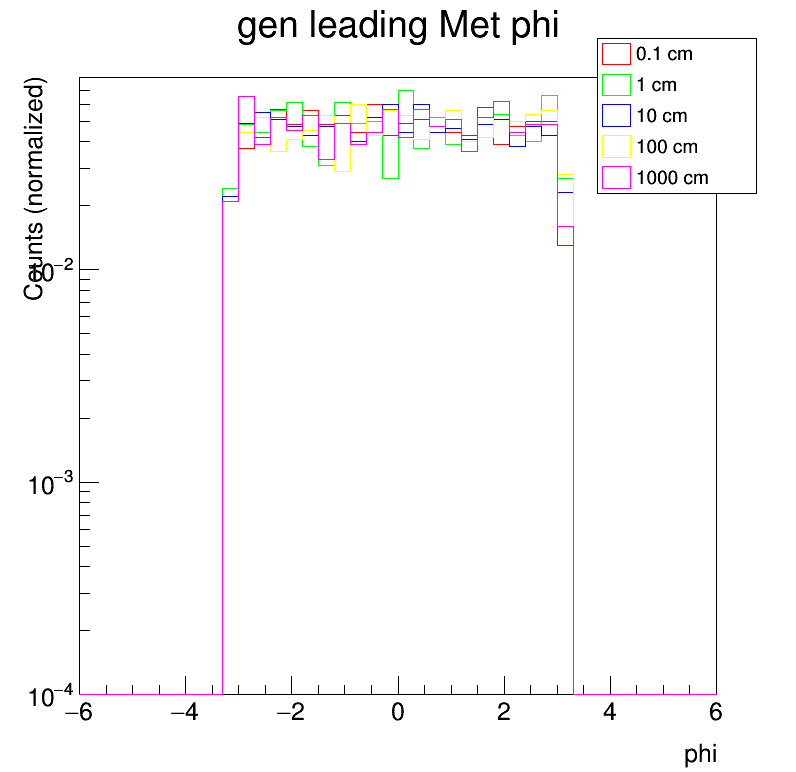 gen leading Met phi
0.1 cm
1 cm
10 cm
100 cm
1000 cm
Counts (normalized)
10−2
10−3
10−4
−6 −4 −2 0 2 4 6
phi